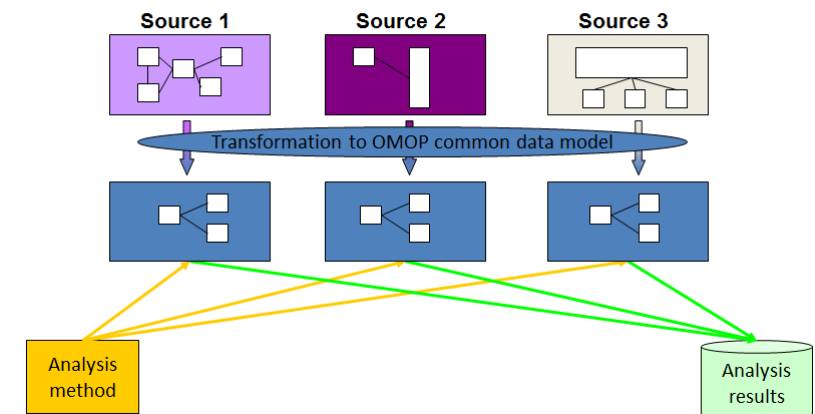 Source 1
Source 2
Source 3
Transformation to OMOP common data model
Analysis
method
Analysis
results